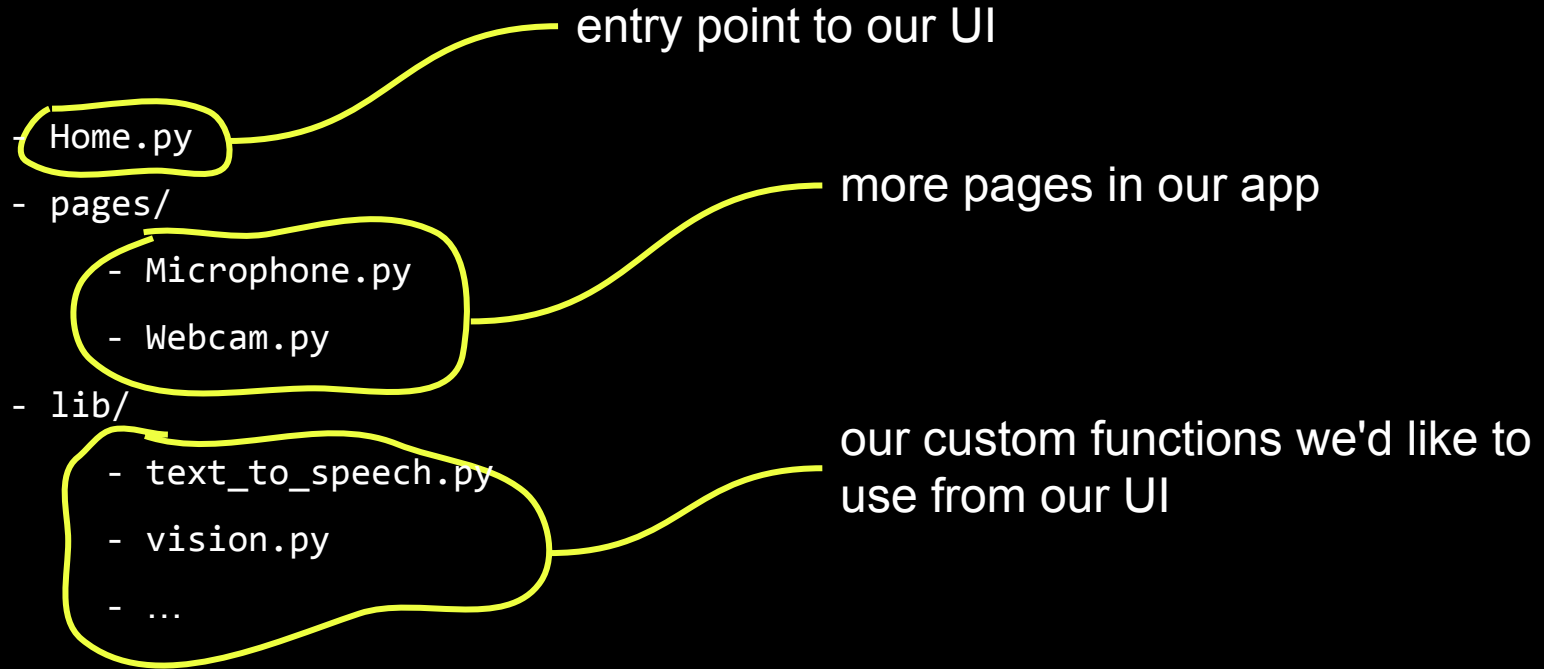 entry point to our UI
- Home.py
- pages/
more pages in our app
- Microphone.py
- Webcam.py
- lib/
our custom functions we'd like to
use from our UI
- text_to_speech.py
- vision.py
- …